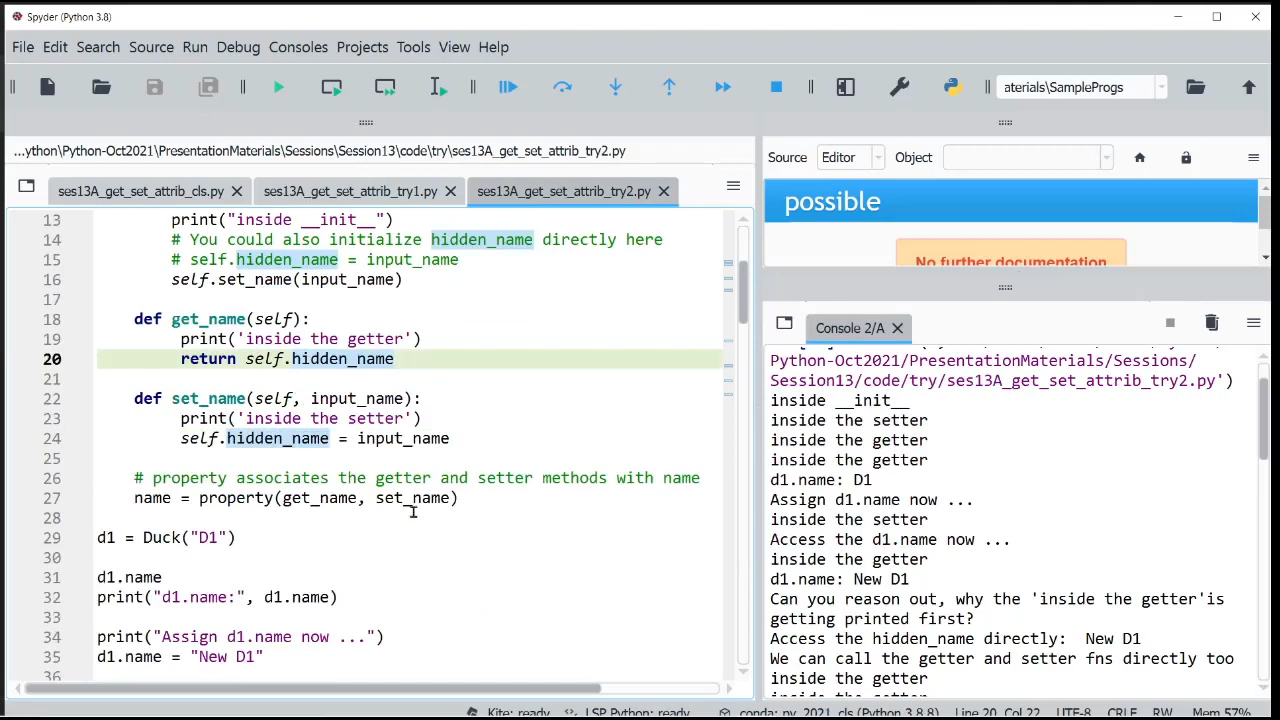 Spyder (Python 3.8)
File Edit Search Source Run Debug Consoles Projects Tools View Help
aterials\SampleProgs
...ython\Python-Oct2021\PresentationMaterials\Sessions\Session13\code\try\ses13A_get_set_attrib_try2.py
ses13A_get_set_attrib_cls.py ses13A_get_set_attrib_try1.py ses13A_get_set_attrib_try2.py
13 print("inside __init__")
14 # You could also initialize hidden_name directly here
15 # self.hidden_name = input_name
16 self.set_name(input_name)
17
18 def get_name(self):
19 print('inside the getter')
20 return self.hidden_name
21
22 def set_name(self, input_name):
23 print('inside the setter')
24 self.hidden_name = input_name
25
26 # property associates the getter and setter methods with name
27 name = property(get_name, set_name)
28
29 d1 = Duck("D1")
30
31 d1.name
32 print("d1.name:", d1.name)
33
34 print("Assign d1.name now ...")
35 d1.name = "New D1"
36
Source Editor Object
possible
No further documentation
Console 2/A
Python-Oct2021/PresentationMaterials/Sessions/
Session13/code/try/ses13A_get_set_attrib_try2.py')
inside __init__
inside the setter
inside the getter
inside the getter
d1.name: D1
Assign d1.name now ...
inside the setter
Access the d1.name now ...
inside the getter
d1.name: New D1
Can you reason out, why the 'inside the getter'is
getting printed first?
Access the hidden_name directly:  New D1
We can call the getter and setter fns directly too
inside the getter
inside the setter
Kite: ready LSP Python: ready conda: py_2021_cls (Python 3.8.8) Line 20, Col 22 UTF-8 CRLF RW Mem 57%